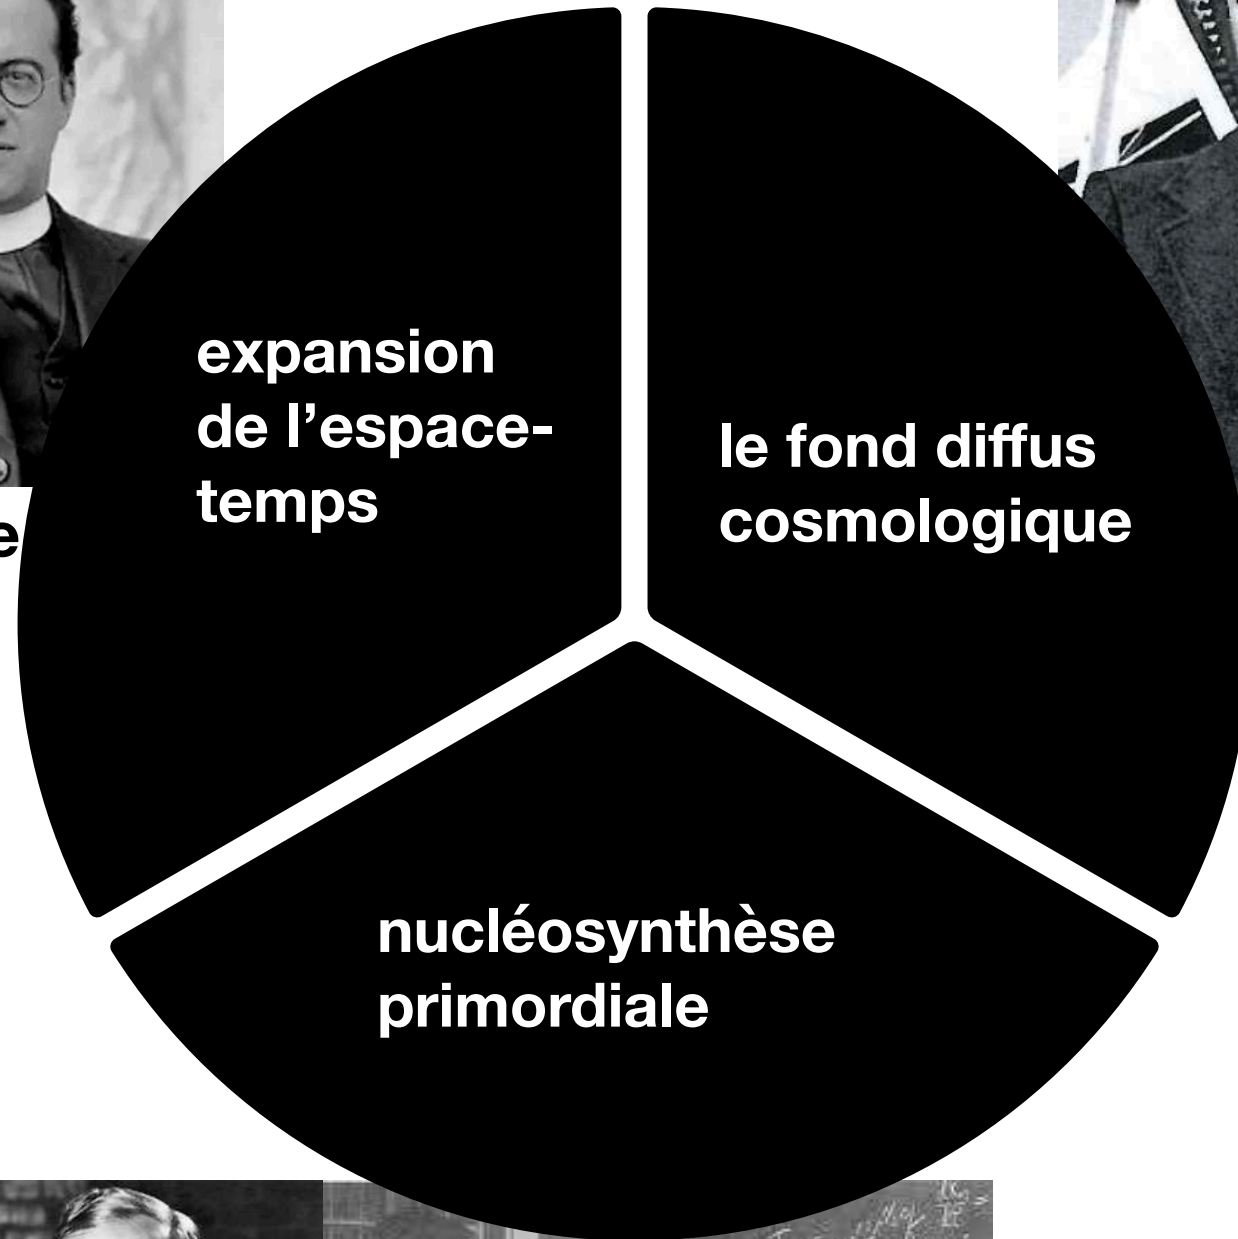 expansion
de l’espace-
temps
le fond diffus
cosmologique
e
nucléosynthèse
primordiale